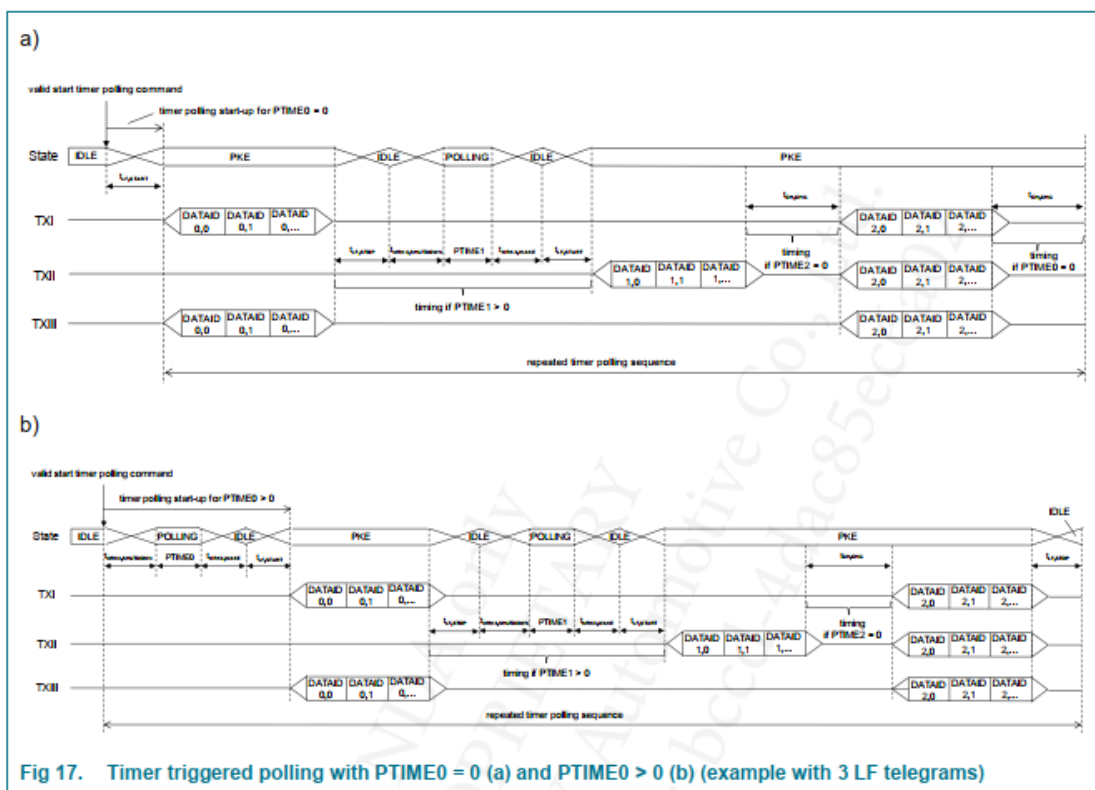 a)
valid start timer polling command
timer polling start-up for PTIME0 = 0
State IDLE PKE IDLE POLLING IDLE PKE
TXI DATAID 0,0 DATAID 0,1 DATAID 0,... DATAID 2,0 DATAID 2,1 DATAID 2,...
PTIME1
timing if PTIME2 = 0
timing if PTIME0 = 0
TXII DATAID 1,0 DATAID 1,1 DATAID 1,... DATAID 2,0 DATAID 2,1 DATAID 2,...
timing if PTIME1 > 0
TXIII DATAID 0,0 DATAID 0,1 DATAID 0,... DATAID 2,0 DATAID 2,1 DATAID 2,...
repeated timer polling sequence
b)
valid start timer polling command
timer polling start-up for PTIME0 > 0
IDLE
State IDLE POLLING IDLE PKE IDLE POLLING IDLE PKE
PTIME0
TXI DATAID 0,0 DATAID 0,1 DATAID 0,... DATAID 2,0 DATAID 2,1 DATAID 2,...
PTIME1
timing if PTIME2 = 0
TXII DATAID 1,0 DATAID 1,1 DATAID 1,... DATAID 2,0 DATAID 2,1 DATAID 2,...
timing if PTIME1 > 0
TXIII DATAID 0,0 DATAID 0,1 DATAID 0,... DATAID 2,0 DATAID 2,1 DATAID 2,...
repeated timer polling sequence
Fig 17. Timer triggered polling with PTIME0 = 0 (a) and PTIME0 > 0 (b) (example with 3 LF telegrams)